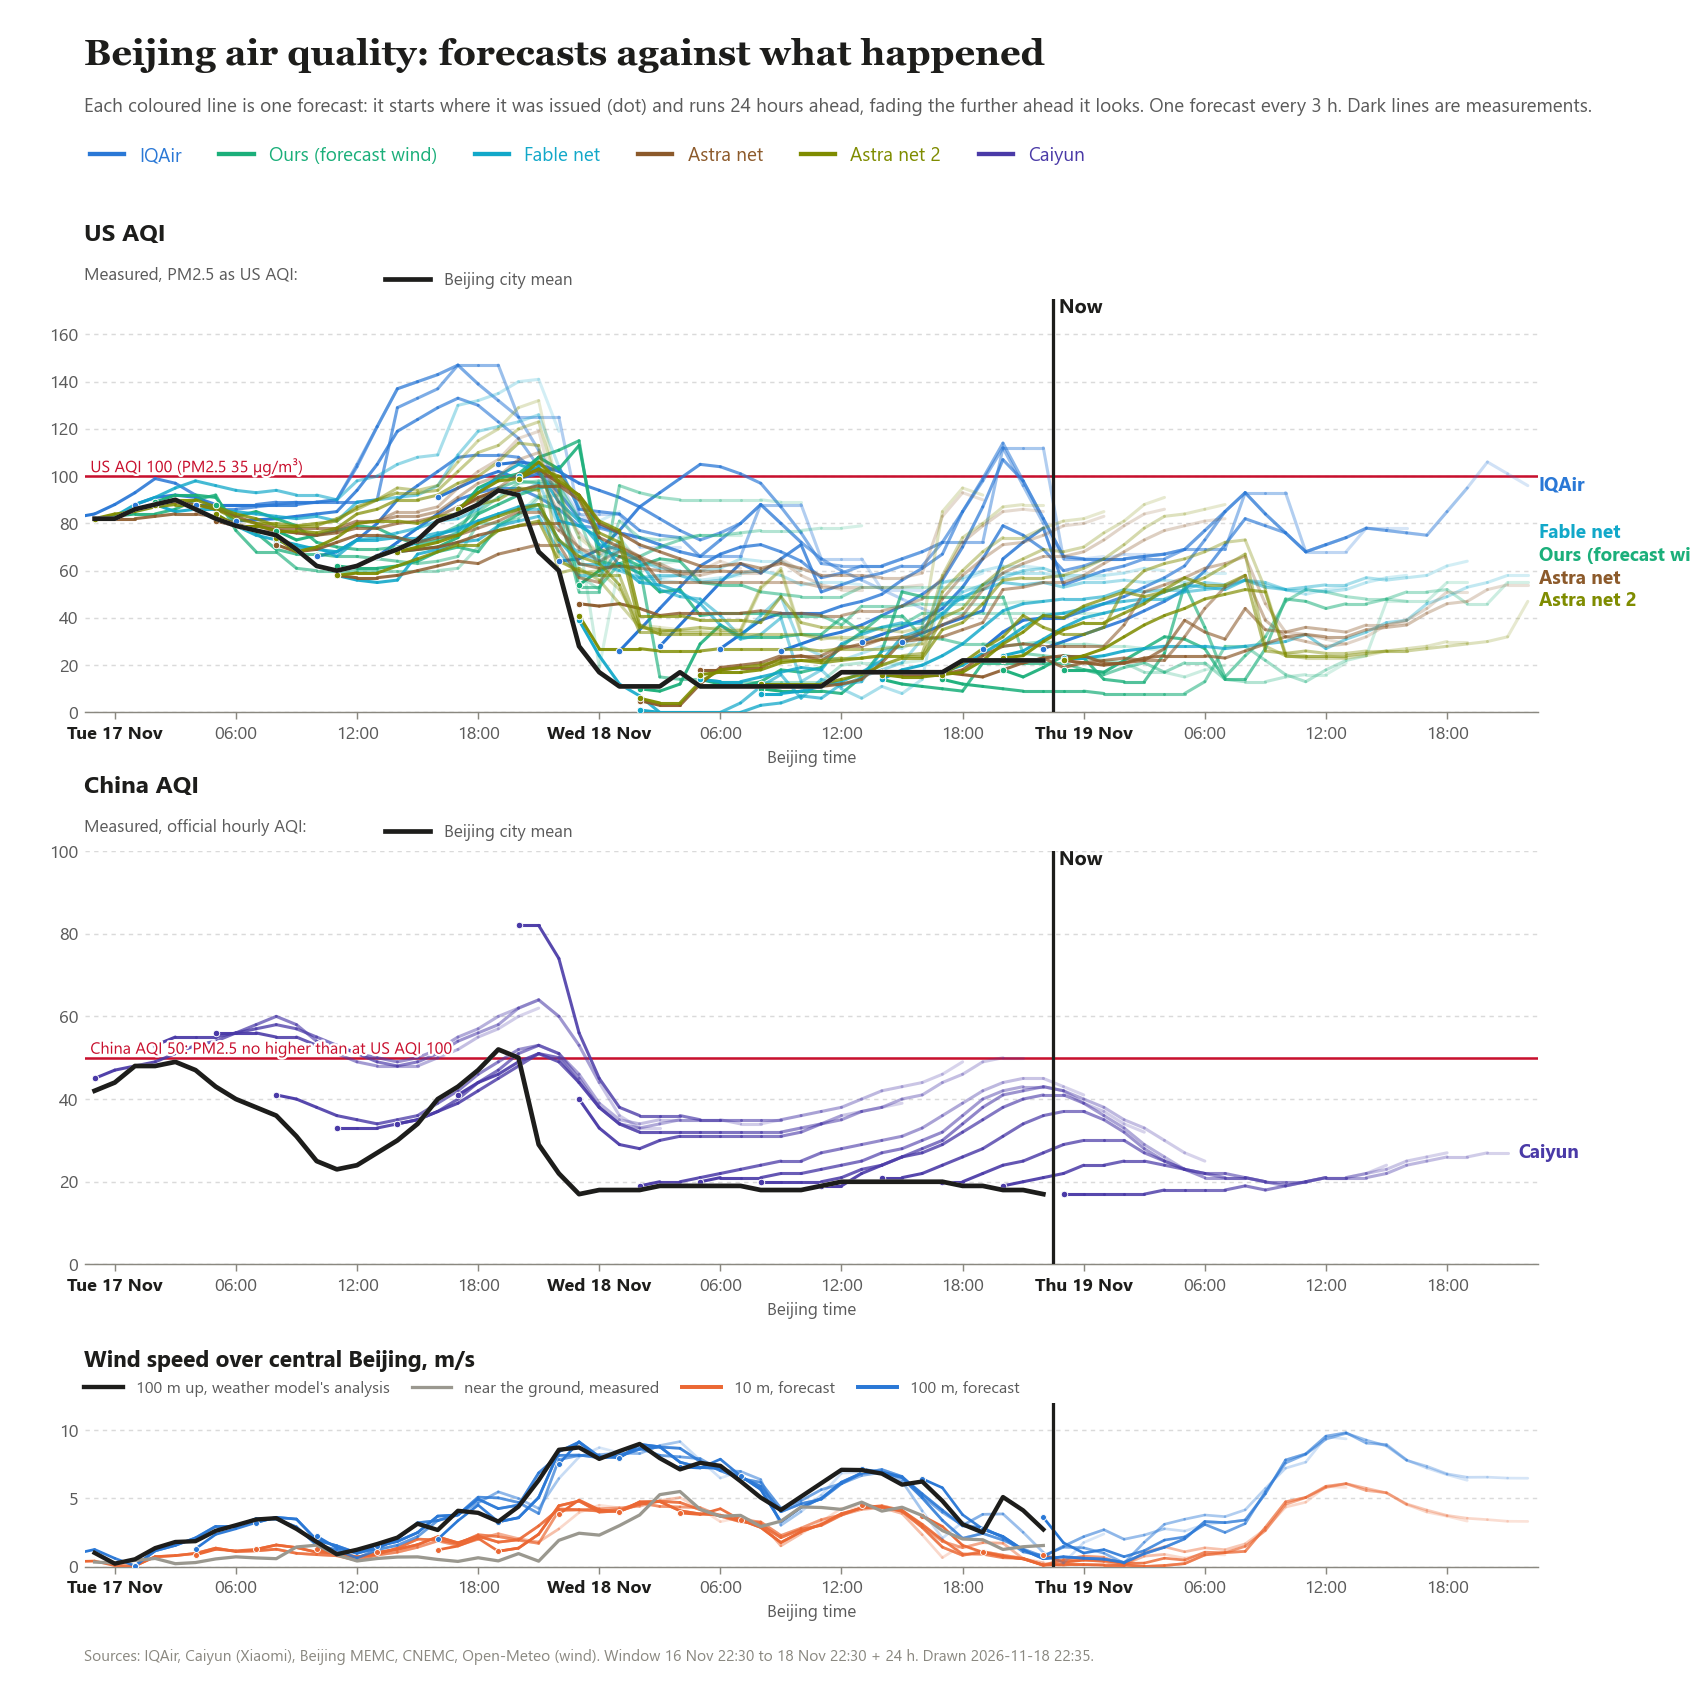 Beijing air quality: forecasts against what happened
Each coloured line is one forecast: it starts where it was issued (dot) and runs 24 hours ahead, fading the further ahead it looks. One forecast every 3 h. Dark lines are measurements.
IQAir Ours (forecast wind) Fable net Astra net Astra net 2 Caiyun
US AQI
Measured, PM2.5 as US AQI: Beijing city mean
Now
160
140
120
100
80
60
40
20
0
US AQI 100 (PM2.5 35 µg/m³)
IQAir
Fable net
Ours (forecast wi
Astra net
Astra net 2
Tue 17 Nov 06:00 12:00 18:00 Wed 18 Nov 06:00 12:00 18:00 Thu 19 Nov 06:00 12:00 18:00
Beijing time
China AQI
Measured, official hourly AQI: Beijing city mean
Now
100
80
60
40
20
0
China AQI 50: PM2.5 no higher than at US AQI 100
Caiyun
Tue 17 Nov 06:00 12:00 18:00 Wed 18 Nov 06:00 12:00 18:00 Thu 19 Nov 06:00 12:00 18:00
Beijing time
Wind speed over central Beijing, m/s
100 m up, weather model's analysis near the ground, measured 10 m, forecast 100 m, forecast
10
5
0
Tue 17 Nov 06:00 12:00 18:00 Wed 18 Nov 06:00 12:00 18:00 Thu 19 Nov 06:00 12:00 18:00
Beijing time
Sources: IQAir, Caiyun (Xiaomi), Beijing MEMC, CNEMC, Open-Meteo (wind). Window 16 Nov 22:30 to 18 Nov 22:30 + 24 h. Drawn 2026-11-18 22:35.